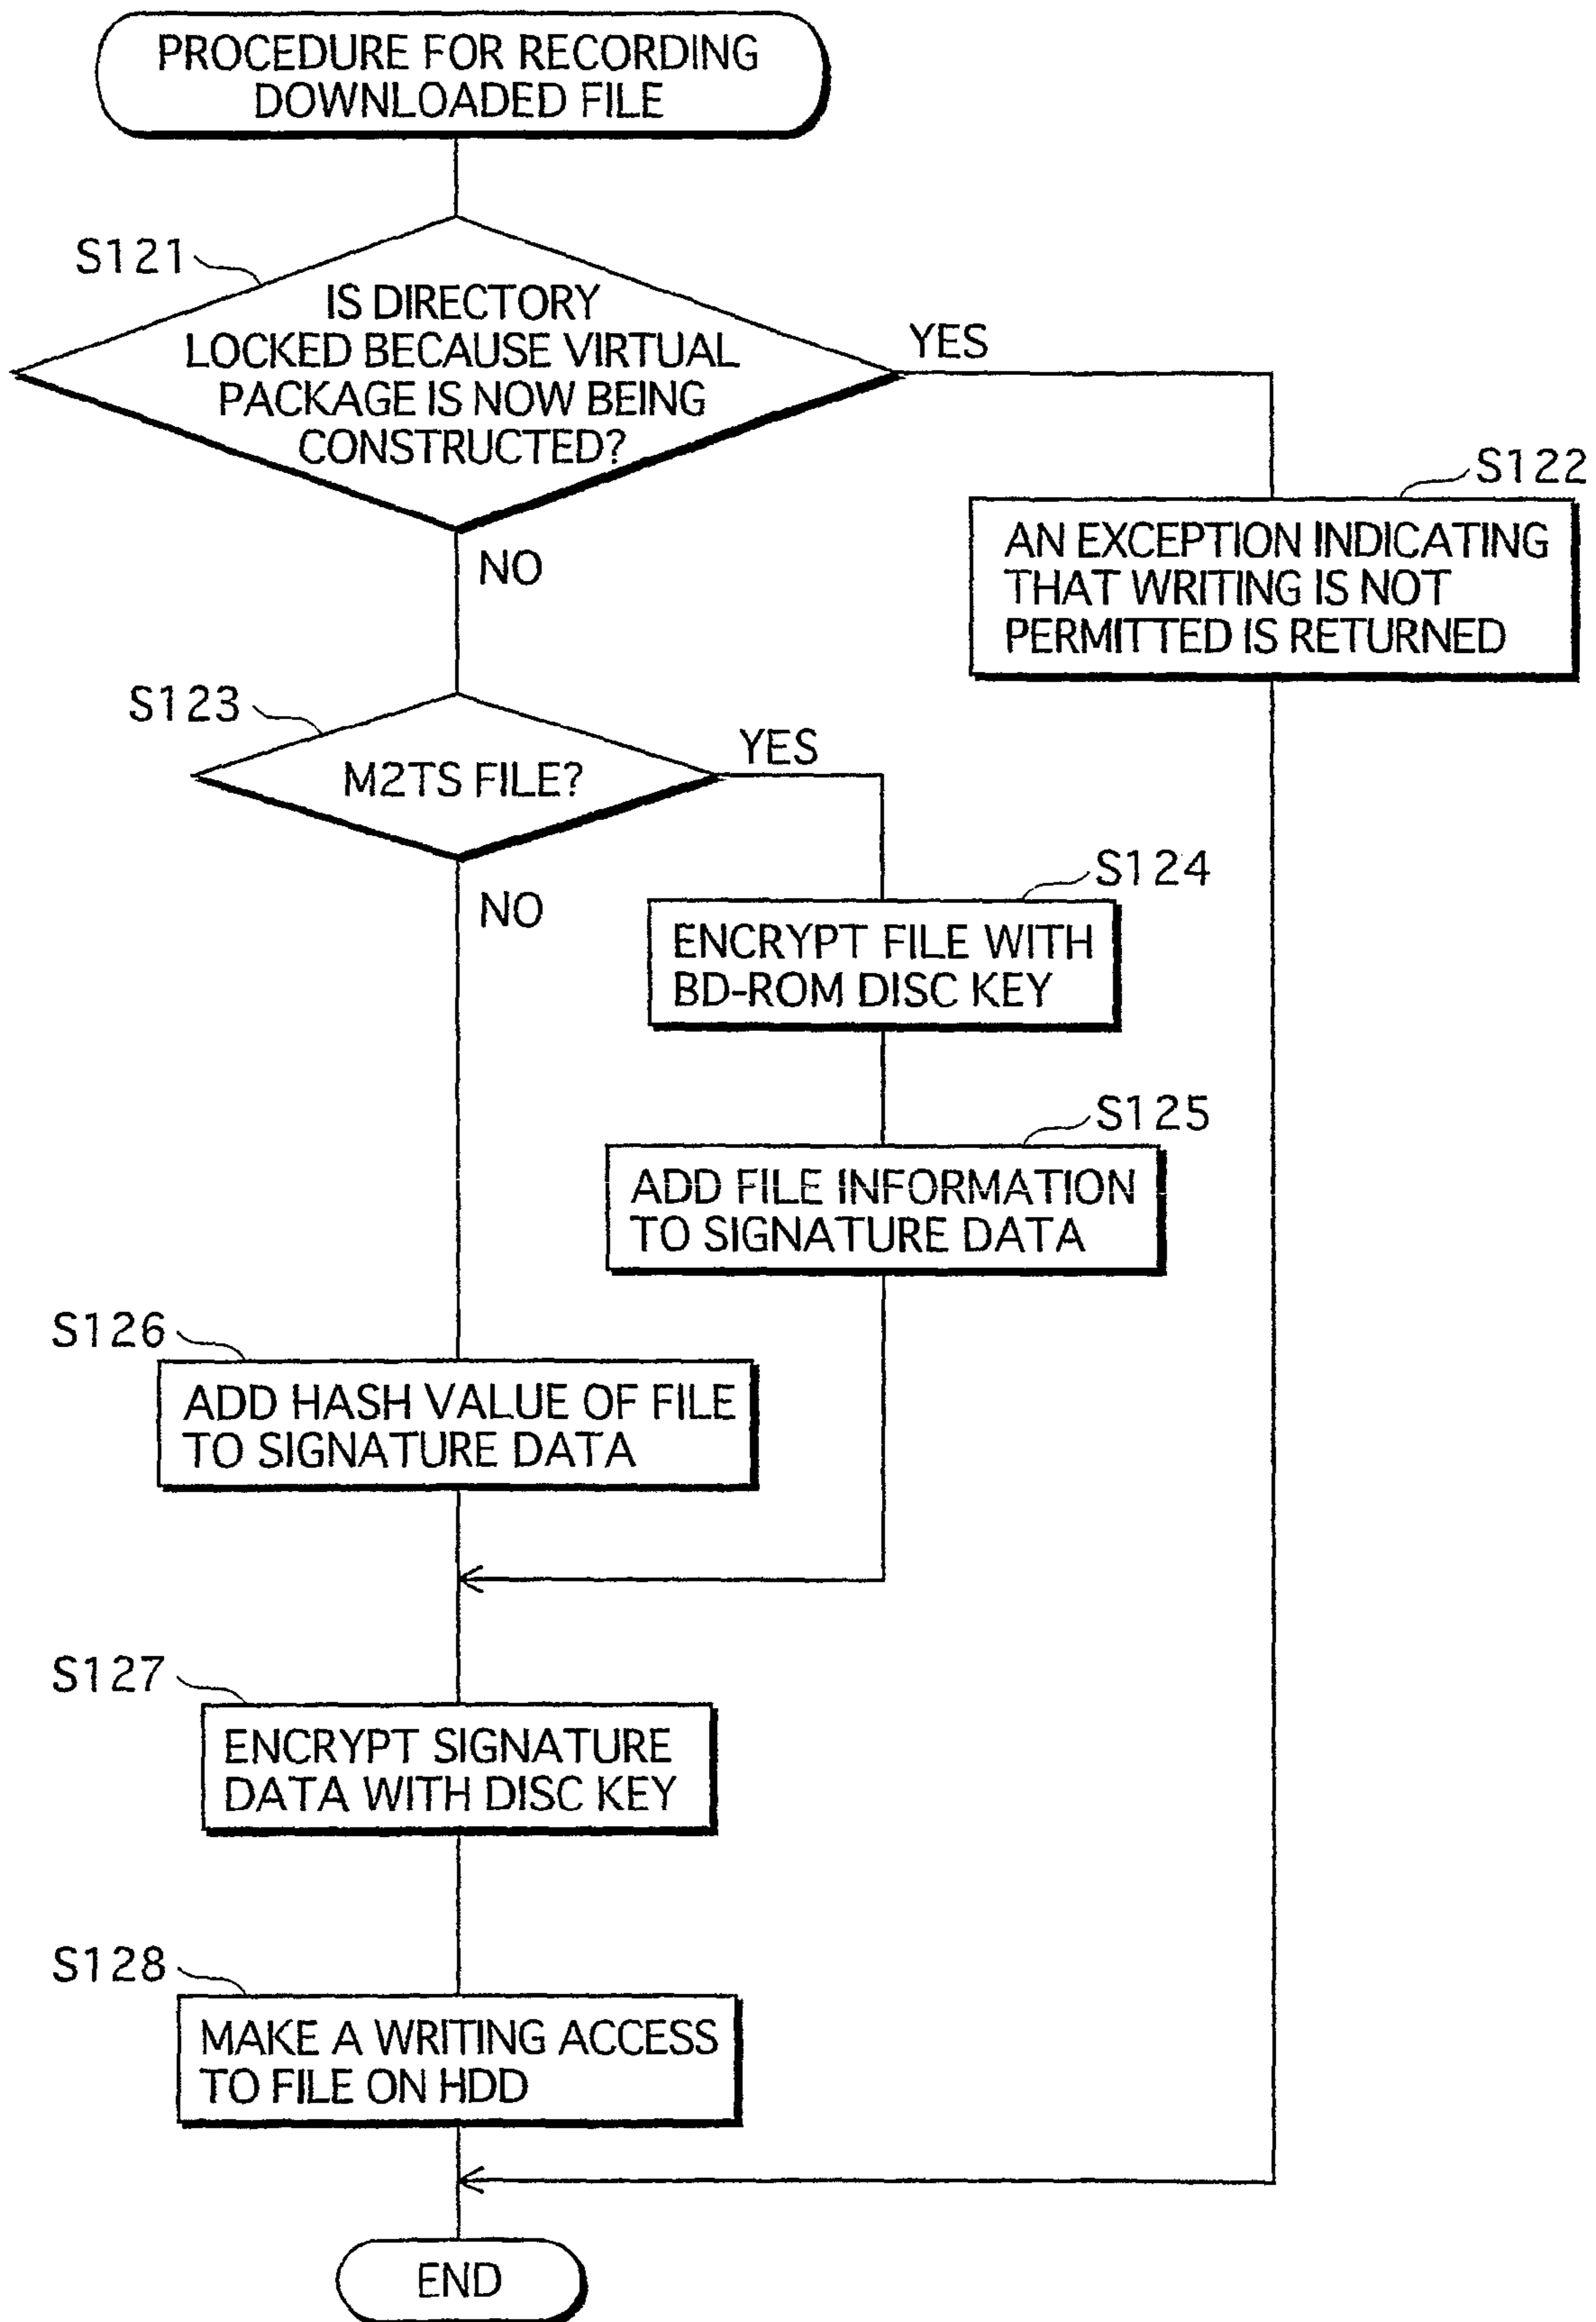 PROCEDURE FOR RECORDING
DOWNLOADED FILE
S121
IS DIRECTORY
LOCKED BECAUSE VIRTUAL
PACKAGE IS NOW BEING
CONSTRUCTED?
YES
NO
S122
AN EXCEPTION INDICATING
THAT WRITING IS NOT
PERMITTED IS RETURNED
S123
M2TS FILE?
YES
NO
S124
ENCRYPT FILE WITH
BD-ROM DISC KEY
S125
ADD FILE INFORMATION
TO SIGNATURE DATA
S126
ADD HASH VALUE OF FILE
TO SIGNATURE DATA
S127
ENCRYPT SIGNATURE
DATA WITH DISC KEY
S128
MAKE A WRITING ACCESS
TO FILE ON HDD
END